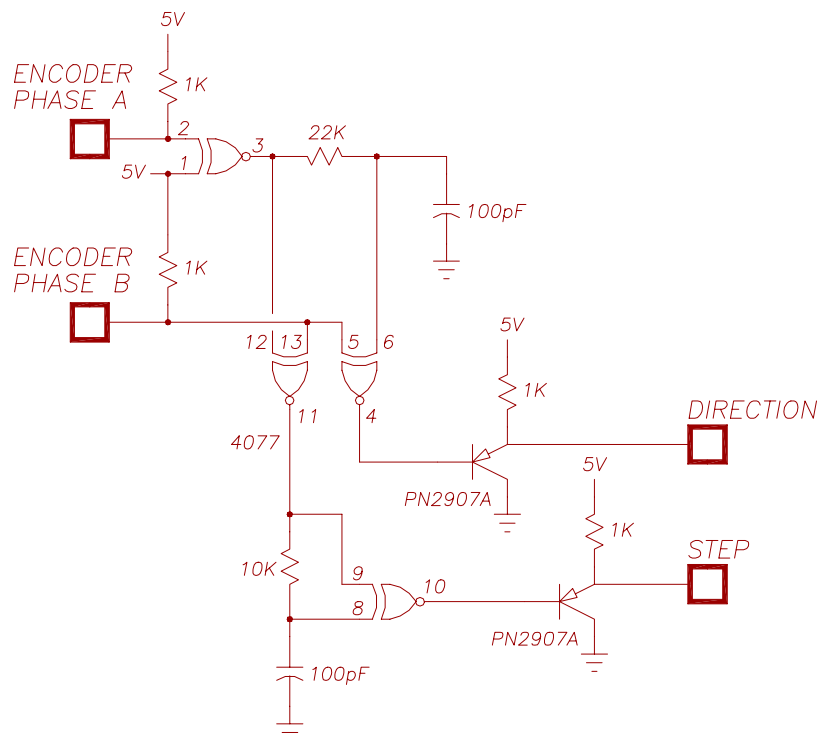 5V
ENCODER
PHASE A
1K
2
3
22K
5V
1
100pF
ENCODER
PHASE B
1K
12
13
5
6
5V
1K
11
4
DIRECTION
4077
5V
PN2907A
1K
STEP
10K
9
10
8
PN2907A
100pF